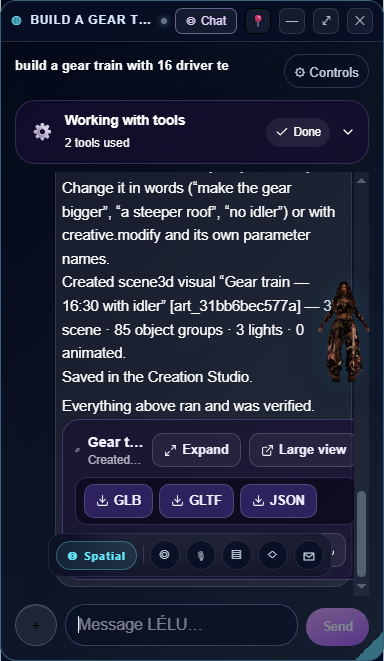 BUILD A GEAR T...
Chat
build a gear train with 16 driver te
Controls
Working with tools
2 tools used
Done
Change it in words (“make the gear
bigger”, “a steeper roof”, “no idler”) or with
creative.modify and its own parameter
names.
Created scene3d visual “Gear train —
16:30 with idler” [art_31bb6bec577a] — 3
scene · 85 object groups · 3 lights · 0
animated.
Saved in the Creation Studio.
Everything above ran and was verified.
Gear t...
Created...
Expand
Large view
GLB
GLTF
JSON
Spatial
Message LÉLU...
Send